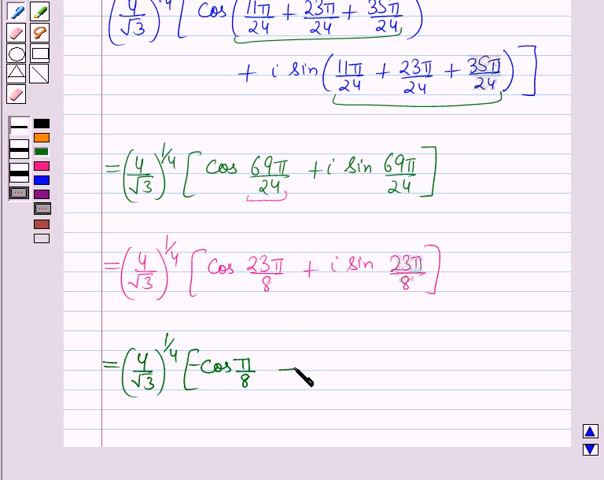 (4/√3)^1/4 [ cos (11π/24 + 23π/24 + 35π/24)
+ i sin (11π/24 + 23π/24 + 35π/24) ]
= (4/√3)^1/4 [ cos 69π/24 + i sin 69π/24 ]
= (4/√3)^1/4 [ cos 23π/8 + i sin 23π/8 ]
= (4/√3)^1/4 [ -cos π/8 —